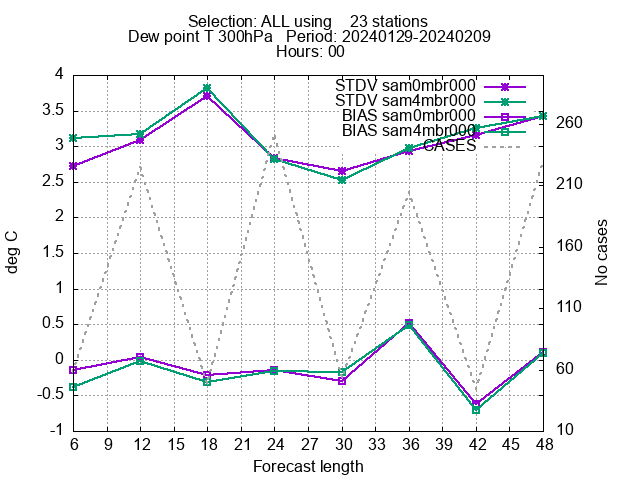 Selection: ALL using    23 stations
Dew point T 300hPa   Period: 20240129-20240209
Hours: 00
4
3.5
3
2.5
2
1.5
1
0.5
0
-0.5
-1
deg C
STDV sam0mbr000
STDV sam4mbr000
BIAS sam0mbr000
BIAS sam4mbr000
CASES
260
210
160
110
60
10
No cases
6 9 12 15 18 21 24 27 30 33 36 39 42 45 48
Forecast length